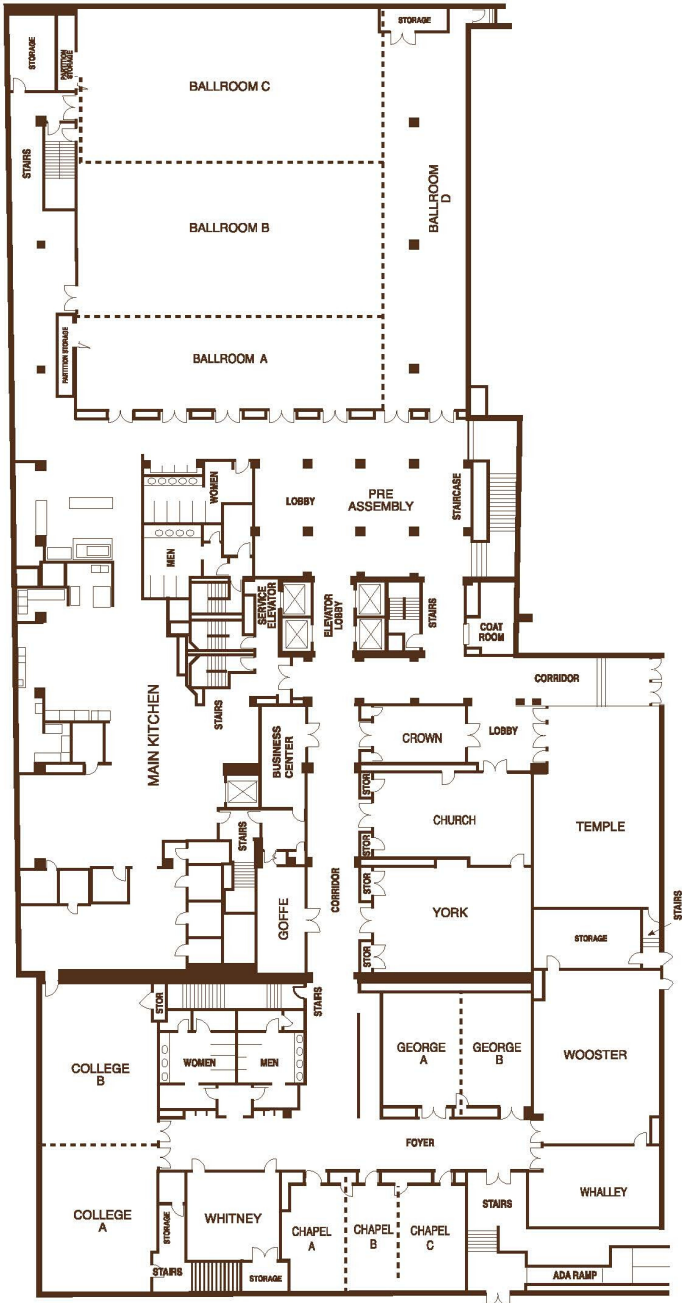 STORAGE
STORAGE
PARTITION
STORAGE
BALLROOM C
STAIRS
BALLROOM
D
BALLROOM B
PARTITION STORAGE
BALLROOM A
WOMEN
LOBBY
PRE
ASSEMBLY
STAIRCASE
MEN
SERVICE
ELEVATOR
ELEVATOR
LOBBY
STAIRS
COAT
ROOM
CORRIDOR
MAIN KITCHEN
STAIRS
BUSINESS
CENTER
CROWN
LOBBY
STOR
CHURCH
TEMPLE
STAIRS
STOR
STOR
CORRIDOR
GOFFE
YORK
STAIRS
STORAGE
STOR
STOR
STAIRS
COLLEGE
B
WOMEN
MEN
GEORGE
A
GEORGE
B
WOOSTER
FOYER
COLLEGE
A
STORAGE
WHITNEY
CHAPEL
A
CHAPEL
B
CHAPEL
C
STAIRS
WHALLEY
STAIRS
STORAGE
ADA RAMP